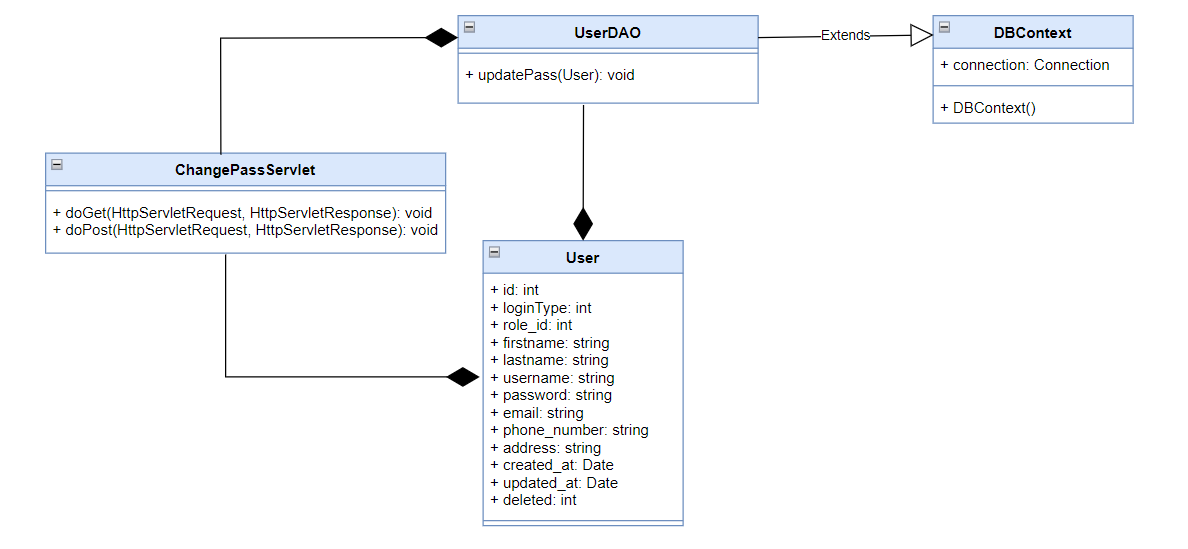 UserDAO
+ updatePass(User): void
Extends
DBContext
+ connection: Connection
+ DBContext()
ChangePassServlet
+ doGet(HttpServletRequest, HttpServletResponse): void
+ doPost(HttpServletRequest, HttpServletResponse): void
User
+ id: int
+ loginType: int
+ role_id: int
+ firstname: string
+ lastname: string
+ username: string
+ password: string
+ email: string
+ phone_number: string
+ address: string
+ created_at: Date
+ updated_at: Date
+ deleted: int